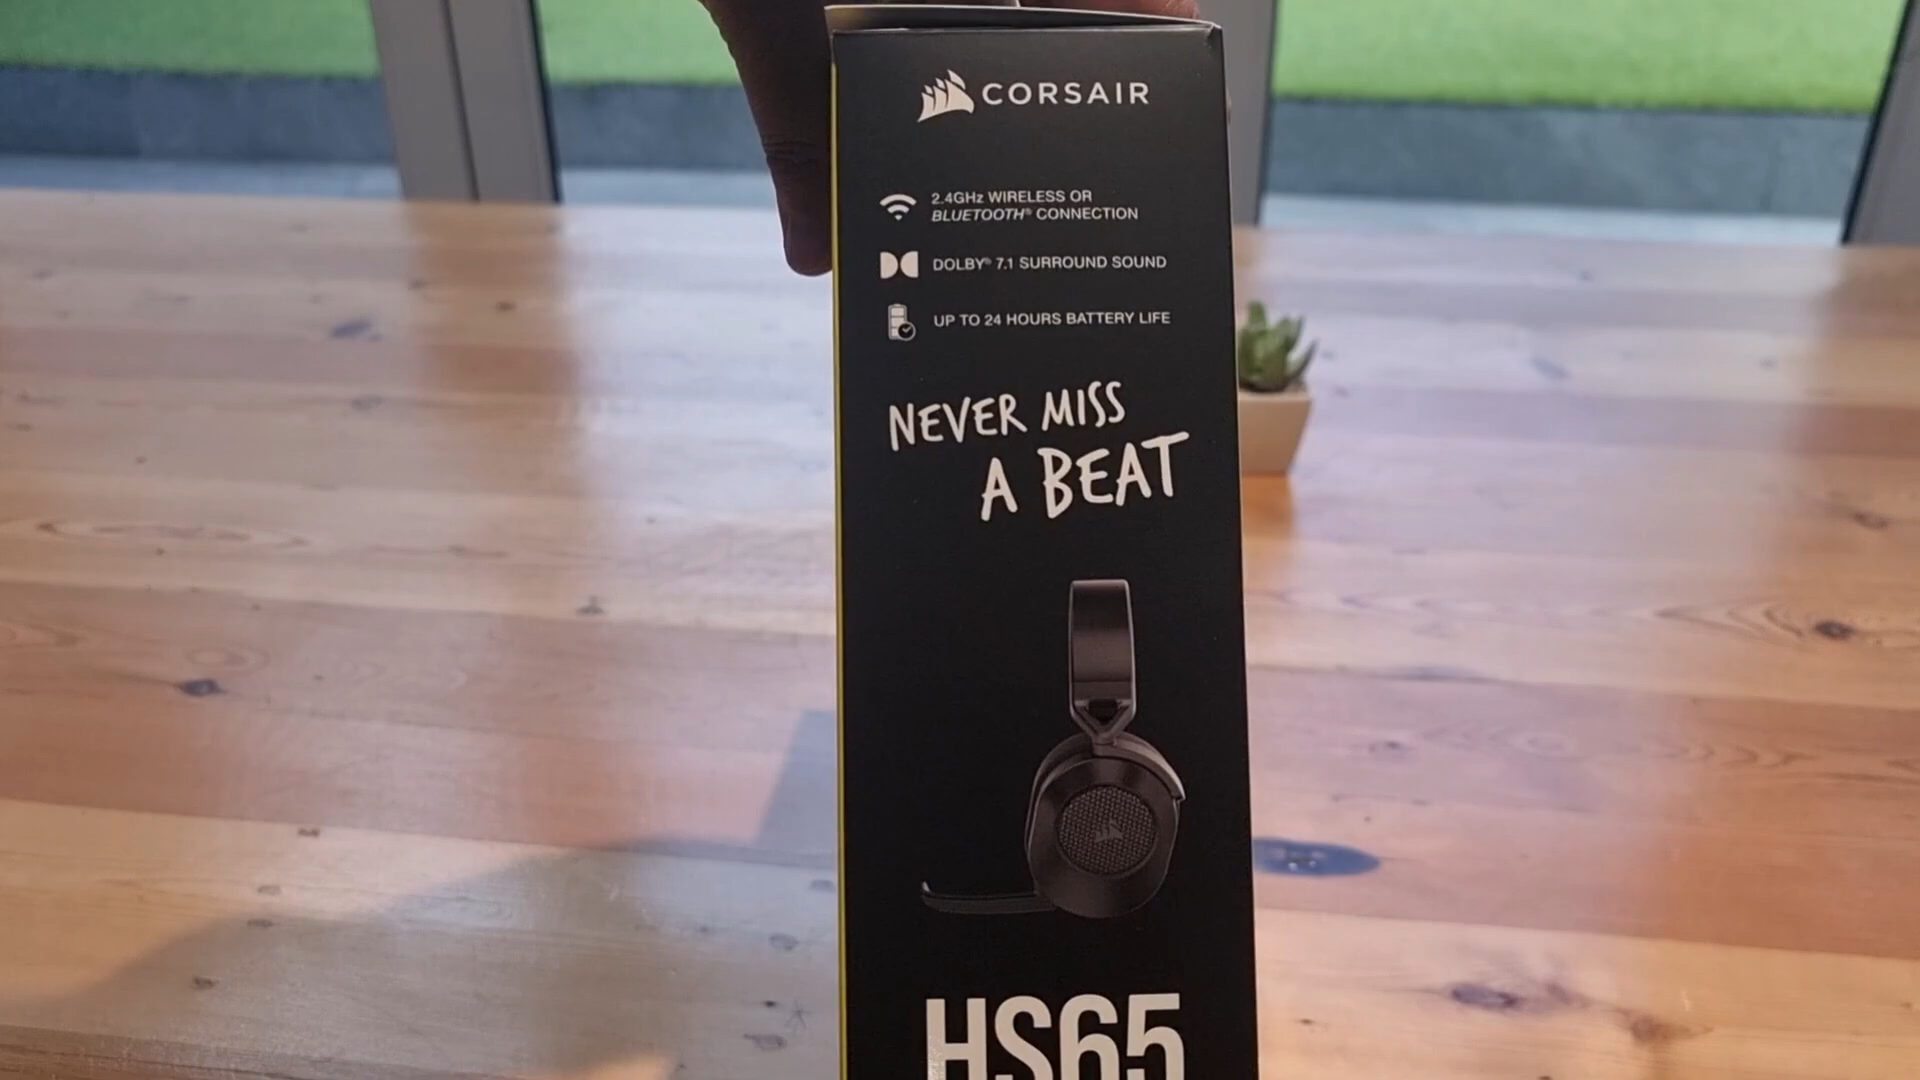 CORSAIR
2.4GHz WIRELESS OR
BLUETOOTH® CONNECTION
DOLBY® 7.1 SURROUND SOUND
UP TO 24 HOURS BATTERY LIFE
NEVER MISS
A BEAT
HS65